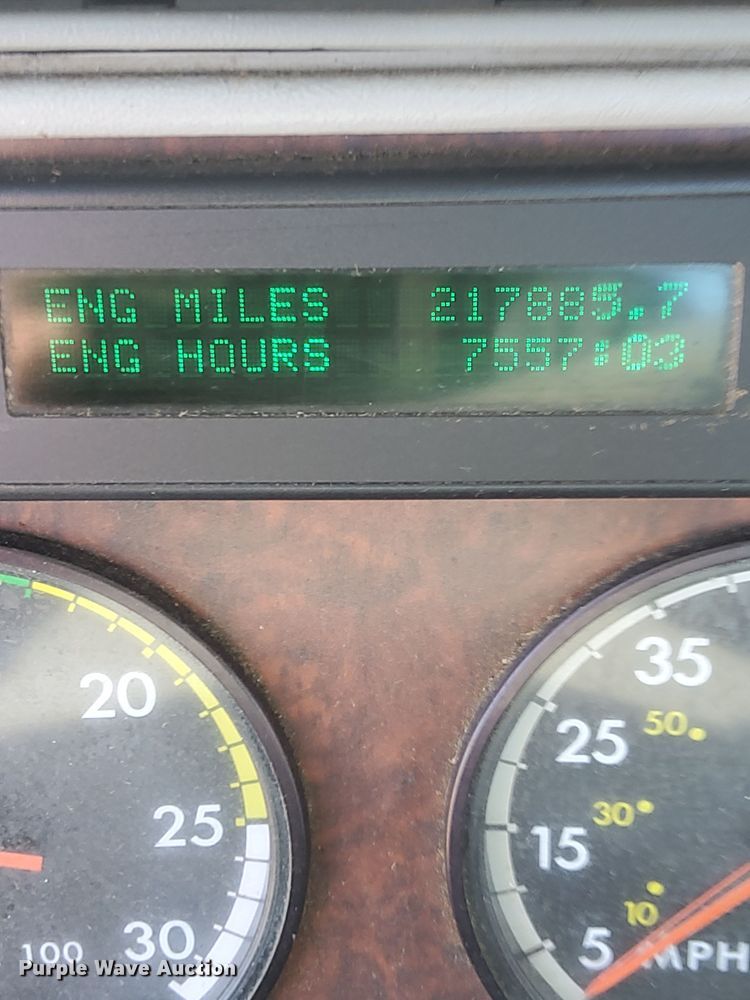 ENG MILES 217885.7
ENG HOURS 7557:03
20
25
30
100
35
25
50
30
15
10
5 MPH
Purple Wave Auction